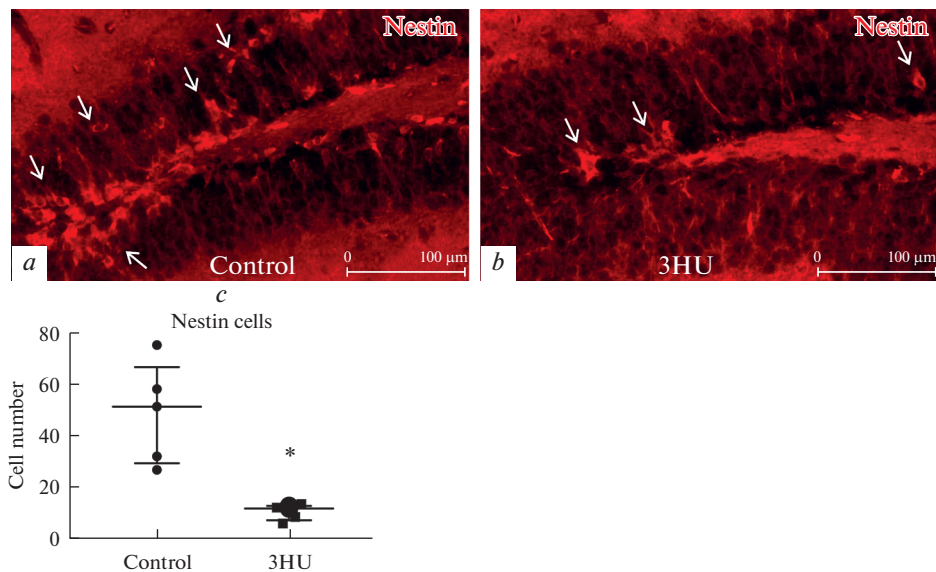 Nestin
a
Control
0
100 μm
Nestin
b
3HU
0
100 μm
c
Nestin cells
Cell number
80
60
40
20
0
*
Control
3HU